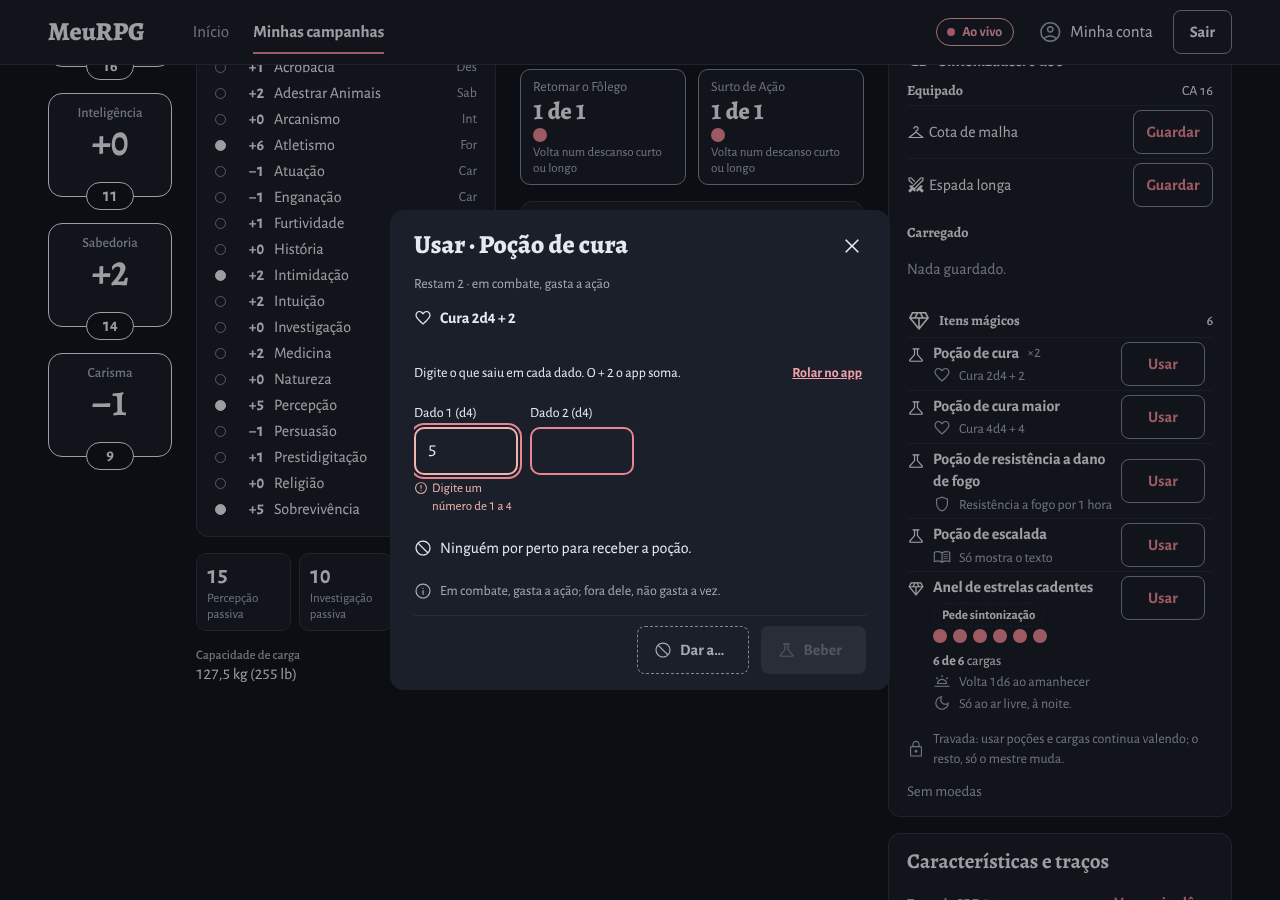 MeuRPG
Início
Minhas campanhas
Ao vivo
Minha conta
Sair
16
Inteligência
+0
11
Sabedoria
+2
14
Carisma
−1
9
+1 Acrobacia Des
+2 Adestrar Animais Sab
+0 Arcanismo Int
+6 Atletismo For
−1 Atuação Car
−1 Enganação Car
+1 Furtividade
+0 História
+2 Intimidação
+2 Intuição
+0 Investigação
+2 Medicina
+0 Natureza
+5 Percepção
−1 Persuasão
+1 Prestidigitação
+0 Religião
+5 Sobrevivência
15
Percepção
passiva
10
Investigação
passiva
Capacidade de carga
127,5 kg (255 lb)
Retomar o Fôlego
1 de 1
Volta num descanso curto
ou longo
Surto de Ação
1 de 1
Volta num descanso curto
ou longo
Usar · Poção de cura
Restam 2 · em combate, gasta a ação
Cura 2d4 + 2
Digite o que saiu em cada dado. O + 2 o app soma.
Rolar no app
Dado 1 (d4)
Dado 2 (d4)
5
Digite um
número de 1 a 4
Ninguém por perto para receber a poção.
Em combate, gasta a ação; fora dele, não gasta a vez.
Dar a...
Beber
Equipado
CA 16
Cota de malha
Guardar
Espada longa
Guardar
Carregado
Nada guardado.
Itens mágicos
6
Poção de cura ×2
Cura 2d4 + 2
Usar
Poção de cura maior
Cura 4d4 + 4
Usar
Poção de resistência a dano
de fogo
Resistência a fogo por 1 hora
Usar
Poção de escalada
Só mostra o texto
Usar
Anel de estrelas cadentes
Pede sintonização
Usar
6 de 6 cargas
Volta 1d6 ao amanhecer
Só ao ar livre, à noite.
Travada: usar poções e cargas continua valendo; o
resto, só o mestre muda.
Sem moedas
Características e traços